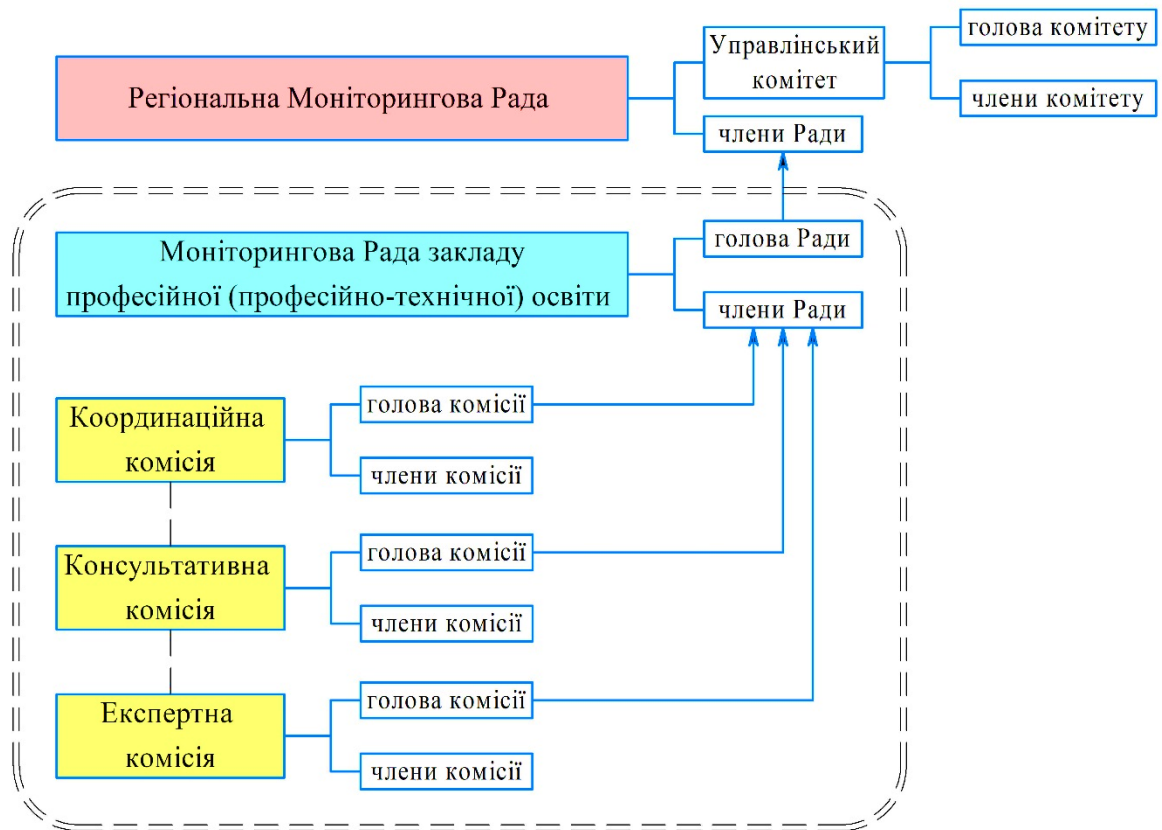 Управлінський
комітет
голова комітету
члени комітету
Регіональна Моніторингова Рада
члени Ради
Моніторингова Рада закладу
професійної (професійно-технічної) освіти
голова Ради
члени Ради
Координаційна
комісія
голова комісії
члени комісії
Консультативна
комісія
голова комісії
члени комісії
Експертна
комісія
голова комісії
члени комісії